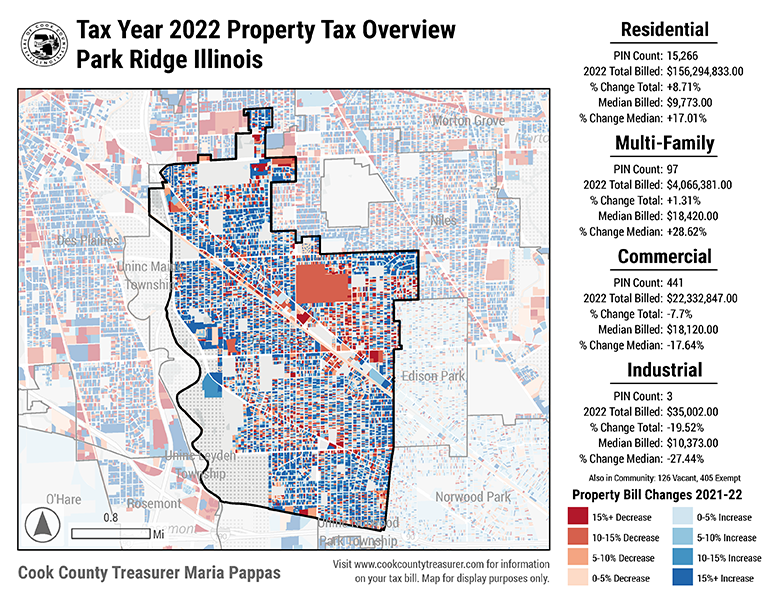 Tax Year 2022 Property Tax Overview
Park Ridge Illinois
Morton Grove
Niles
Des Plaines
Uninc Maine
Township
Edison Park
Uninc Leyden
Township
O'Hare
Rosemont
Norwood Park
Park Township
0.8
Mi
Cook County Treasurer Maria Pappas
Visit www.cookcountytreasurer.com for information
on your tax bill. Map for display purposes only.
Residential
PIN Count: 15,266
2022 Total Billed: $156,294,833.00
% Change Total: +8.71%
Median Billed: $9,773.00
% Change Median: +17.01%
Multi-Family
PIN Count: 97
2022 Total Billed: $4,066,381.00
% Change Total: +1.31%
Median Billed: $18,420.00
% Change Median: +28.62%
Commercial
PIN Count: 441
2022 Total Billed: $22,332,847.00
% Change Total: -7.7%
Median Billed: $18,120.00
% Change Median: -17.64%
Industrial
PIN Count: 3
2022 Total Billed: $35,002.00
% Change Total: -19.52%
Median Billed: $10,373.00
% Change Median: -27.44%
Also in Community: 126 Vacant, 405 Exempt
Property Bill Changes 2021-22
15%+ Decrease
0-5% Increase
10-15% Decrease
5-10% Increase
5-10% Decrease
10-15% Increase
0-5% Decrease
15%+ Increase